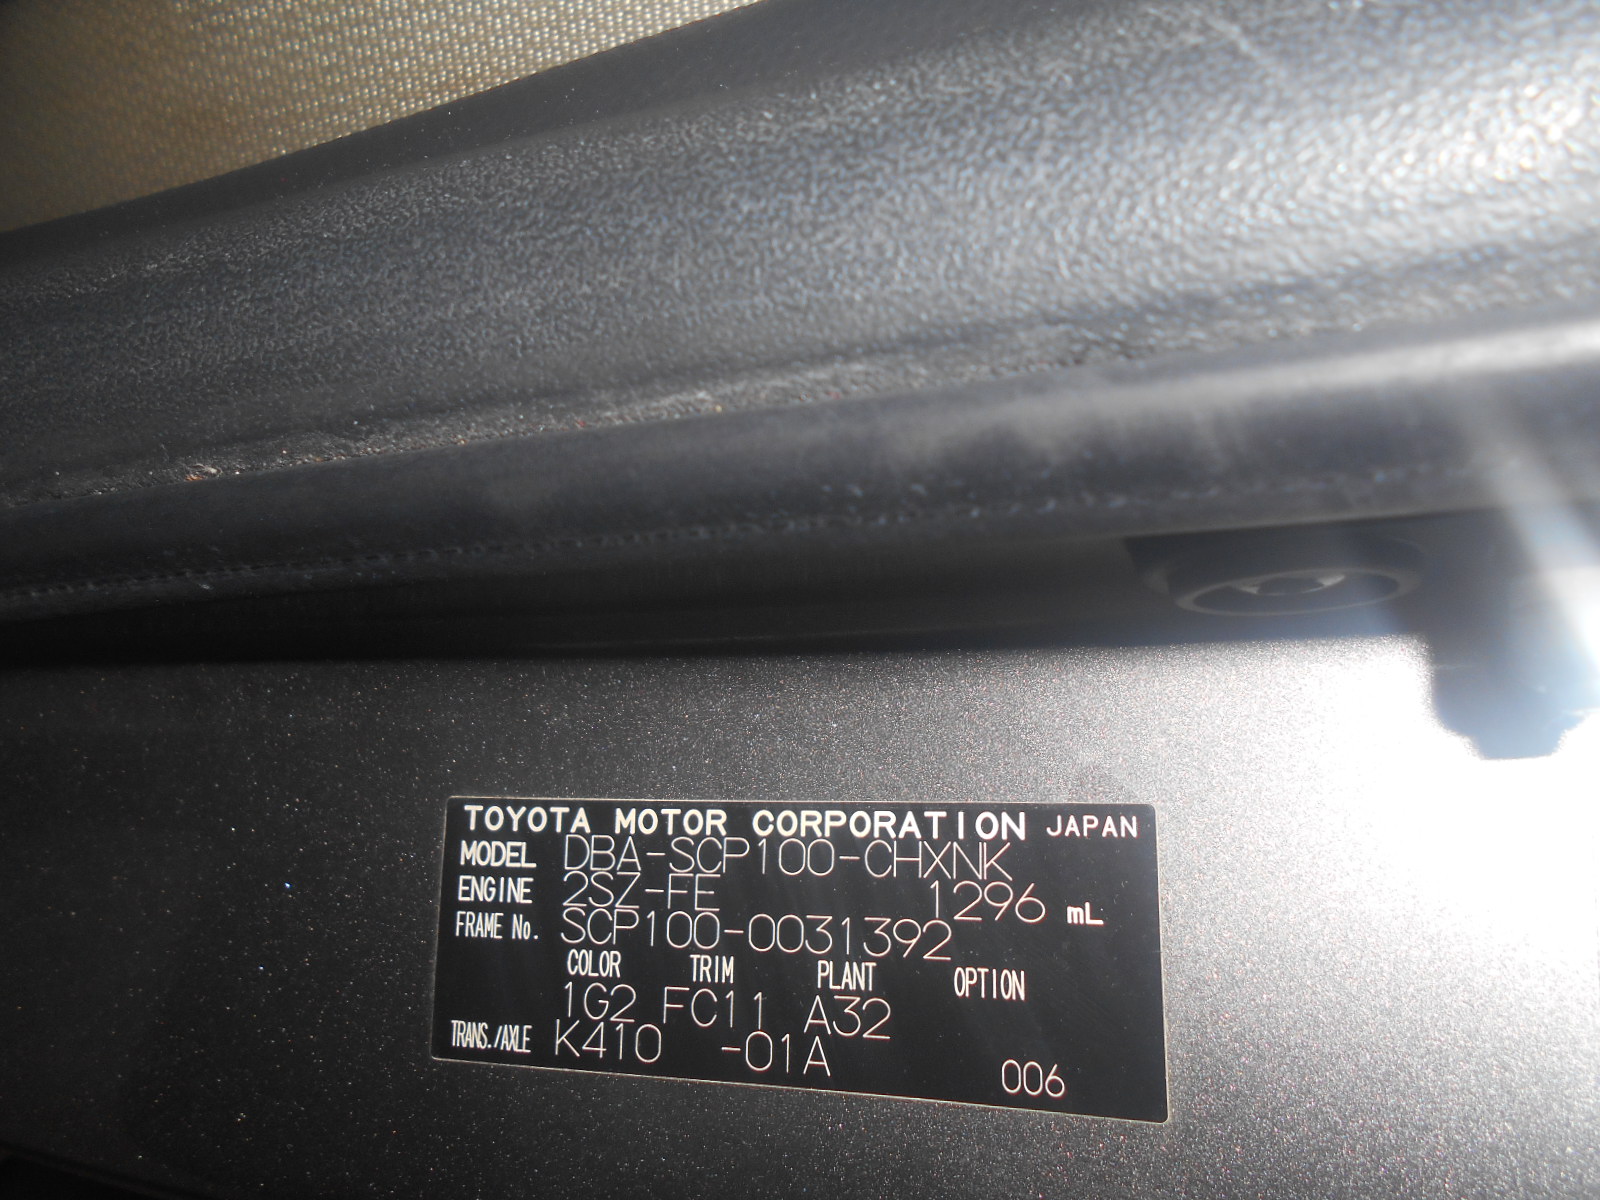 TOYOTA MOTOR CORPORATION JAPAN
MODEL DBA-SCP100-CHXNK
ENGINE 2SZ-FE 1296 mL
FRAME No. SCP100-0031392
COLOR TRIM PLANT OPTION
1G2 FC11 A32
TRANS./AXLE K410 -01A
006